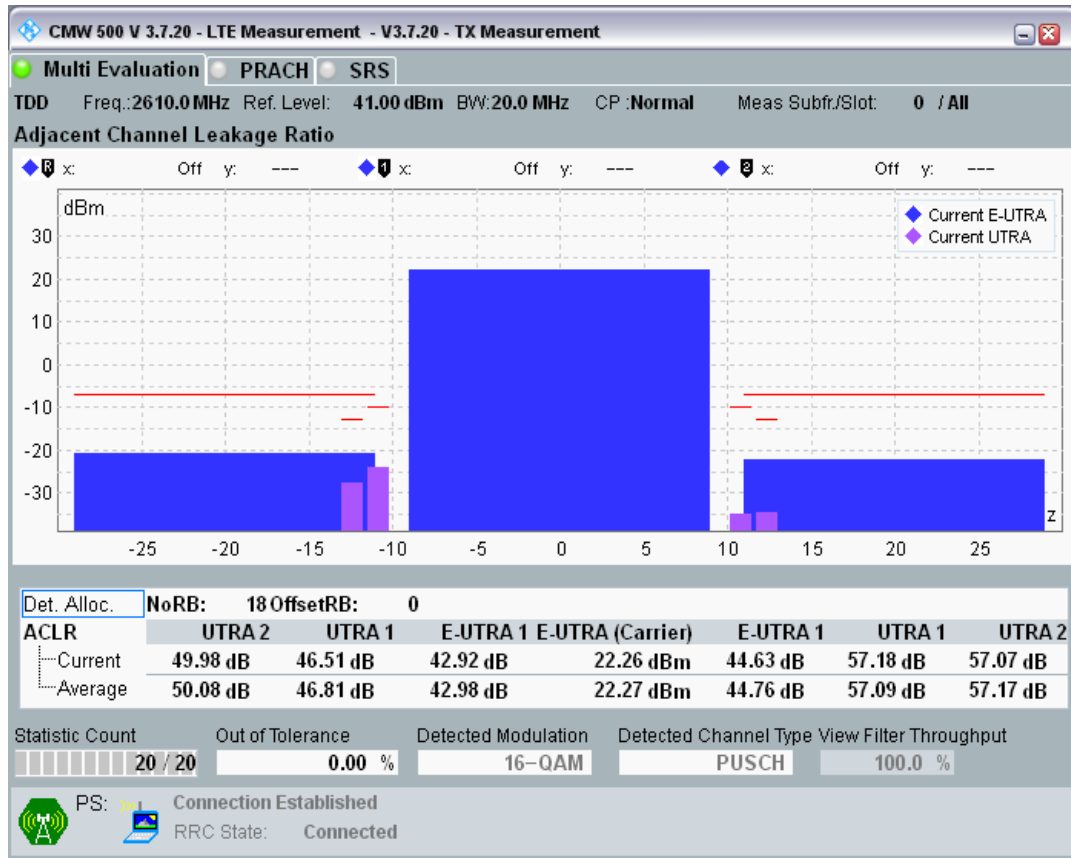 CMW 500 V 3.7.20 - LTE Measurement - V3.7.20 - TX Measurement
Multi Evaluation PRACH SRS
TDD Freq.:2610.0 MHz Ref. Level: 41.00 dBm BW:20.0 MHz CP :Normal Meas Subfr./Slot: 0 / All
Adjacent Channel Leakage Ratio
R x: Off y: --- 1 x: Off y: --- 2 x: Off y: ---
dBm
Current E-UTRA
Current UTRA
30
20
10
0
-10
-20
-30
z
-25 -20 -15 -10 -5 0 5 10 15 20 25
Det. Alloc. NoRB: 18 OffsetRB: 0
ACLR UTRA 2 UTRA 1 E-UTRA 1 E-UTRA (Carrier) E-UTRA 1 UTRA 1 UTRA 2
Current 49.98 dB 46.51 dB 42.92 dB 22.26 dBm 44.63 dB 57.18 dB 57.07 dB
Average 50.08 dB 46.81 dB 42.98 dB 22.27 dBm 44.76 dB 57.09 dB 57.17 dB
Statistic Count Out of Tolerance Detected Modulation Detected Channel Type View Filter Throughput
20 / 20 0.00 % 16-QAM PUSCH 100.0 %
PS: Connection Established
RRC State: Connected